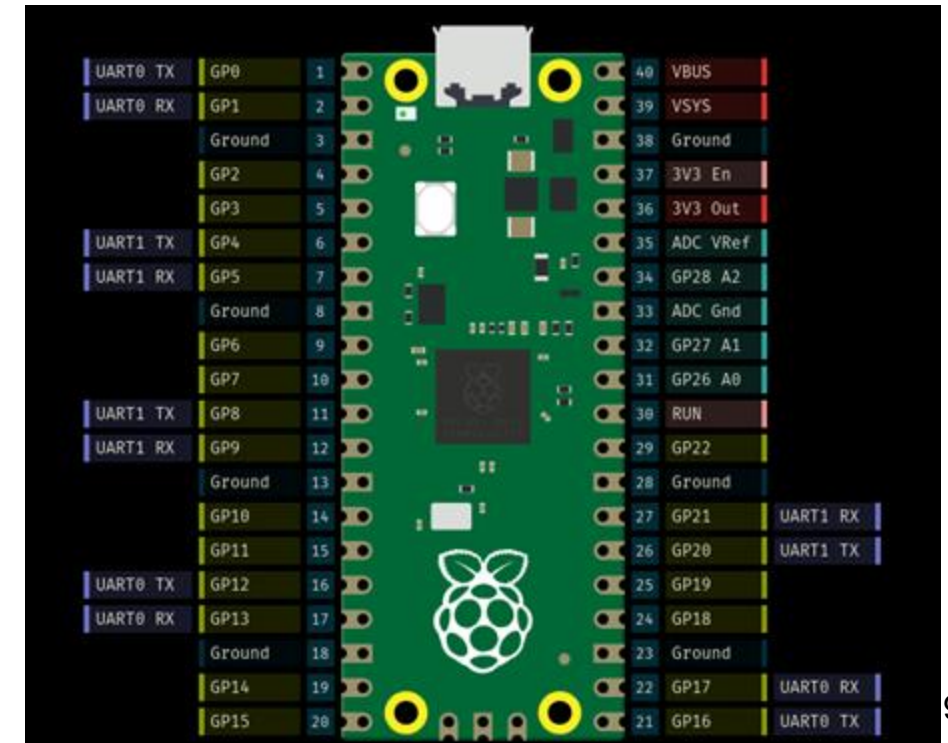 UART0 TX GP0 1 40 VBUS
UART0 RX GP1 2 39 VSYS
Ground 3 38 Ground
GP2 4 37 3V3 En
GP3 5 36 3V3 Out
UART1 TX GP4 6 35 ADC VRef
UART1 RX GP5 7 34 GP28 A2
Ground 8 33 ADC Gnd
GP6 9 32 GP27 A1
GP7 10 31 GP26 A0
UART1 TX GP8 11 30 RUN
UART1 RX GP9 12 29 GP22
Ground 13 28 Ground
GP10 14 27 GP21 UART1 RX
GP11 15 26 GP20 UART1 TX
UART0 TX GP12 16 25 GP19
UART0 RX GP13 17 24 GP18
Ground 18 23 Ground
GP14 19 22 GP17 UART0 RX
GP15 20 21 GP16 UART0 TX